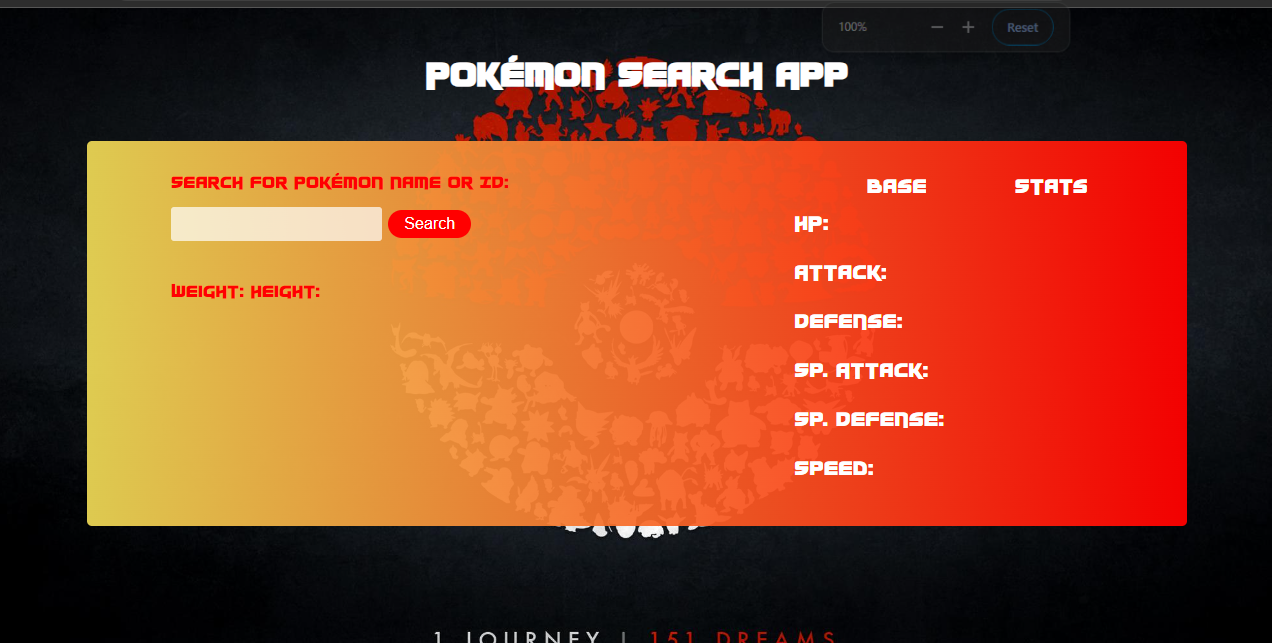 100% − + Reset
POKÉMON SEARCH APP
SEARCH FOR POKÉMON NAME OR ID:
Search
WEIGHT: HEIGHT:
BASE STATS
HP:
ATTACK:
DEFENSE:
SP. ATTACK:
SP. DEFENSE:
SPEED:
1 JOURNEY | 151 DREAMS